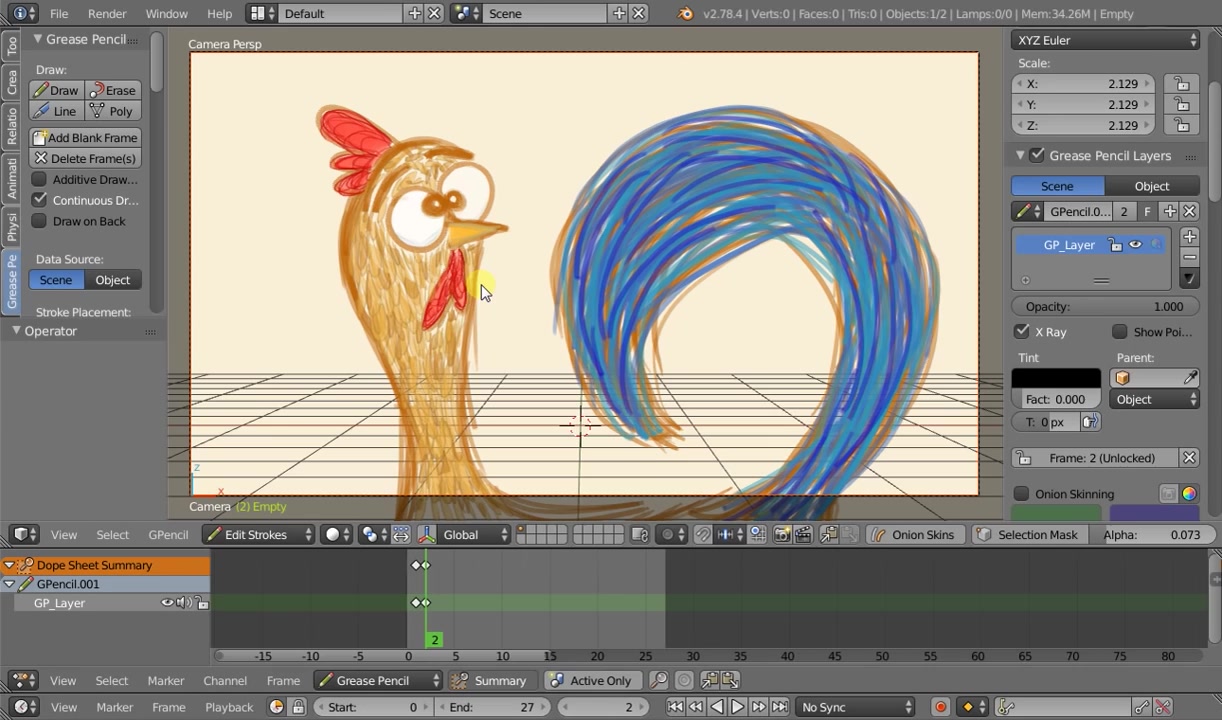 File Render Window Help Default Scene v2.78.4 | Verts:0 | Faces:0 | Tris:0 | Objects:1/2 | Lamps:0/0 | Mem:34.26M | Empty
Grease Pencil
Draw:
Draw Erase
Line Poly
Add Blank Frame
Delete Frame(s)
Additive Draw...
Continuous Dr...
Draw on Back
Data Source:
Scene Object
Stroke Placement:
Operator
Too
Crea
Relatio
Animati
Physi
Grease Pe
Camera Persp
z
x
Camera (2) Empty
XYZ Euler
Scale:
X: 2.129
Y: 2.129
Z: 2.129
Grease Pencil Layers
Scene Object
GPencil.0... 2 F
GP_Layer
Opacity: 1.000
X Ray Show Poi...
Tint Parent:
Fact: 0.000 Object
T: 0 px
Frame: 2 (Unlocked)
Onion Skinning
View Select GPencil Edit Strokes Global Onion Skins Selection Mask Alpha: 0.073
Dope Sheet Summary
GPencil.001
GP_Layer
2
-15 -10 -5 0 5 10 15 20 25 30 35 40 45 50 55 60 65 70 75 80
View Select Marker Channel Frame Grease Pencil Summary Active Only
View Marker Frame Playback Start: 0 End: 27 2 No Sync